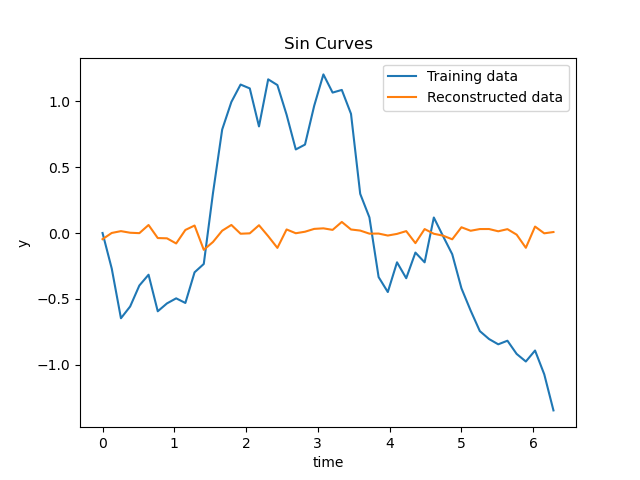 Sin Curves
Training data
Reconstructed data
1.0
0.5
0.0
−0.5
−1.0
y
0 1 2 3 4 5 6
time